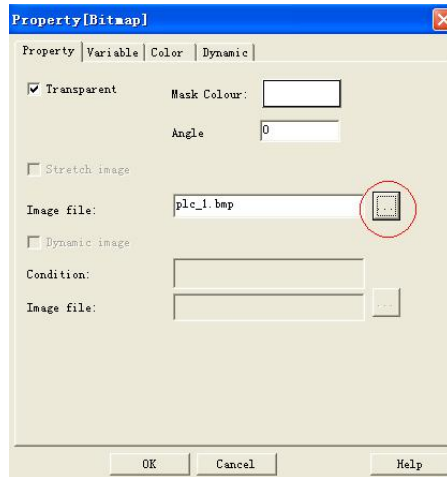 Property[Bitmap]
Property Variable Color Dynamic
Transparent Mask Colour:
Angle 0
Stretch image
Image file: plc_1.bmp ...
Dynamic image
Condition:
Image file: ...
OK Cancel Help